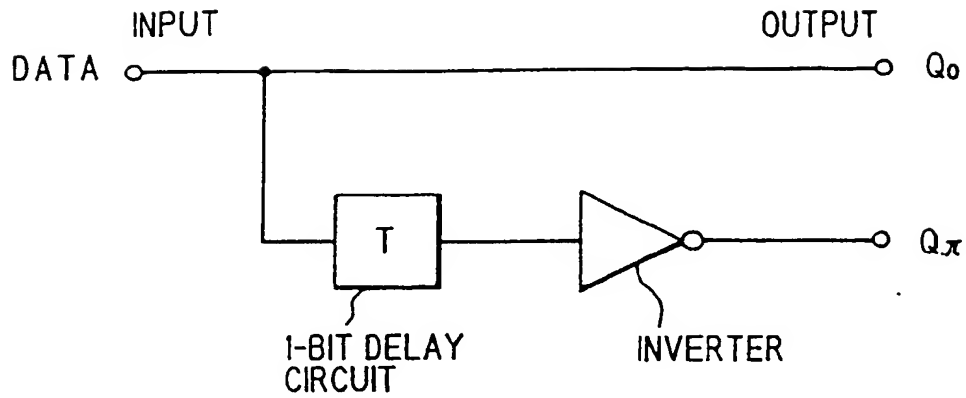 INPUT
OUTPUT
DATA
Q0
T
Qπ
1-BIT DELAY
CIRCUIT
INVERTER